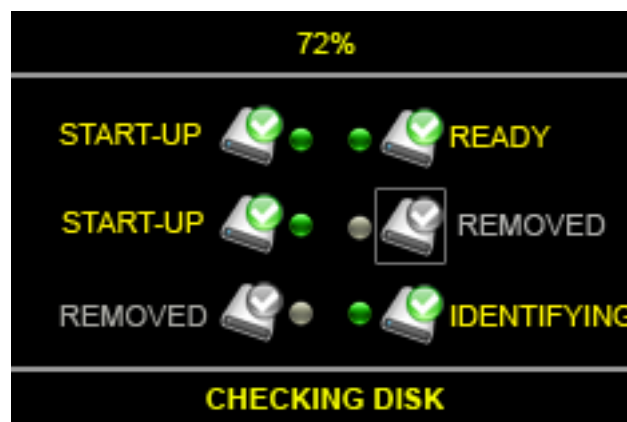 72%
START-UP READY
START-UP REMOVED
REMOVED IDENTIFYING
CHECKING DISK